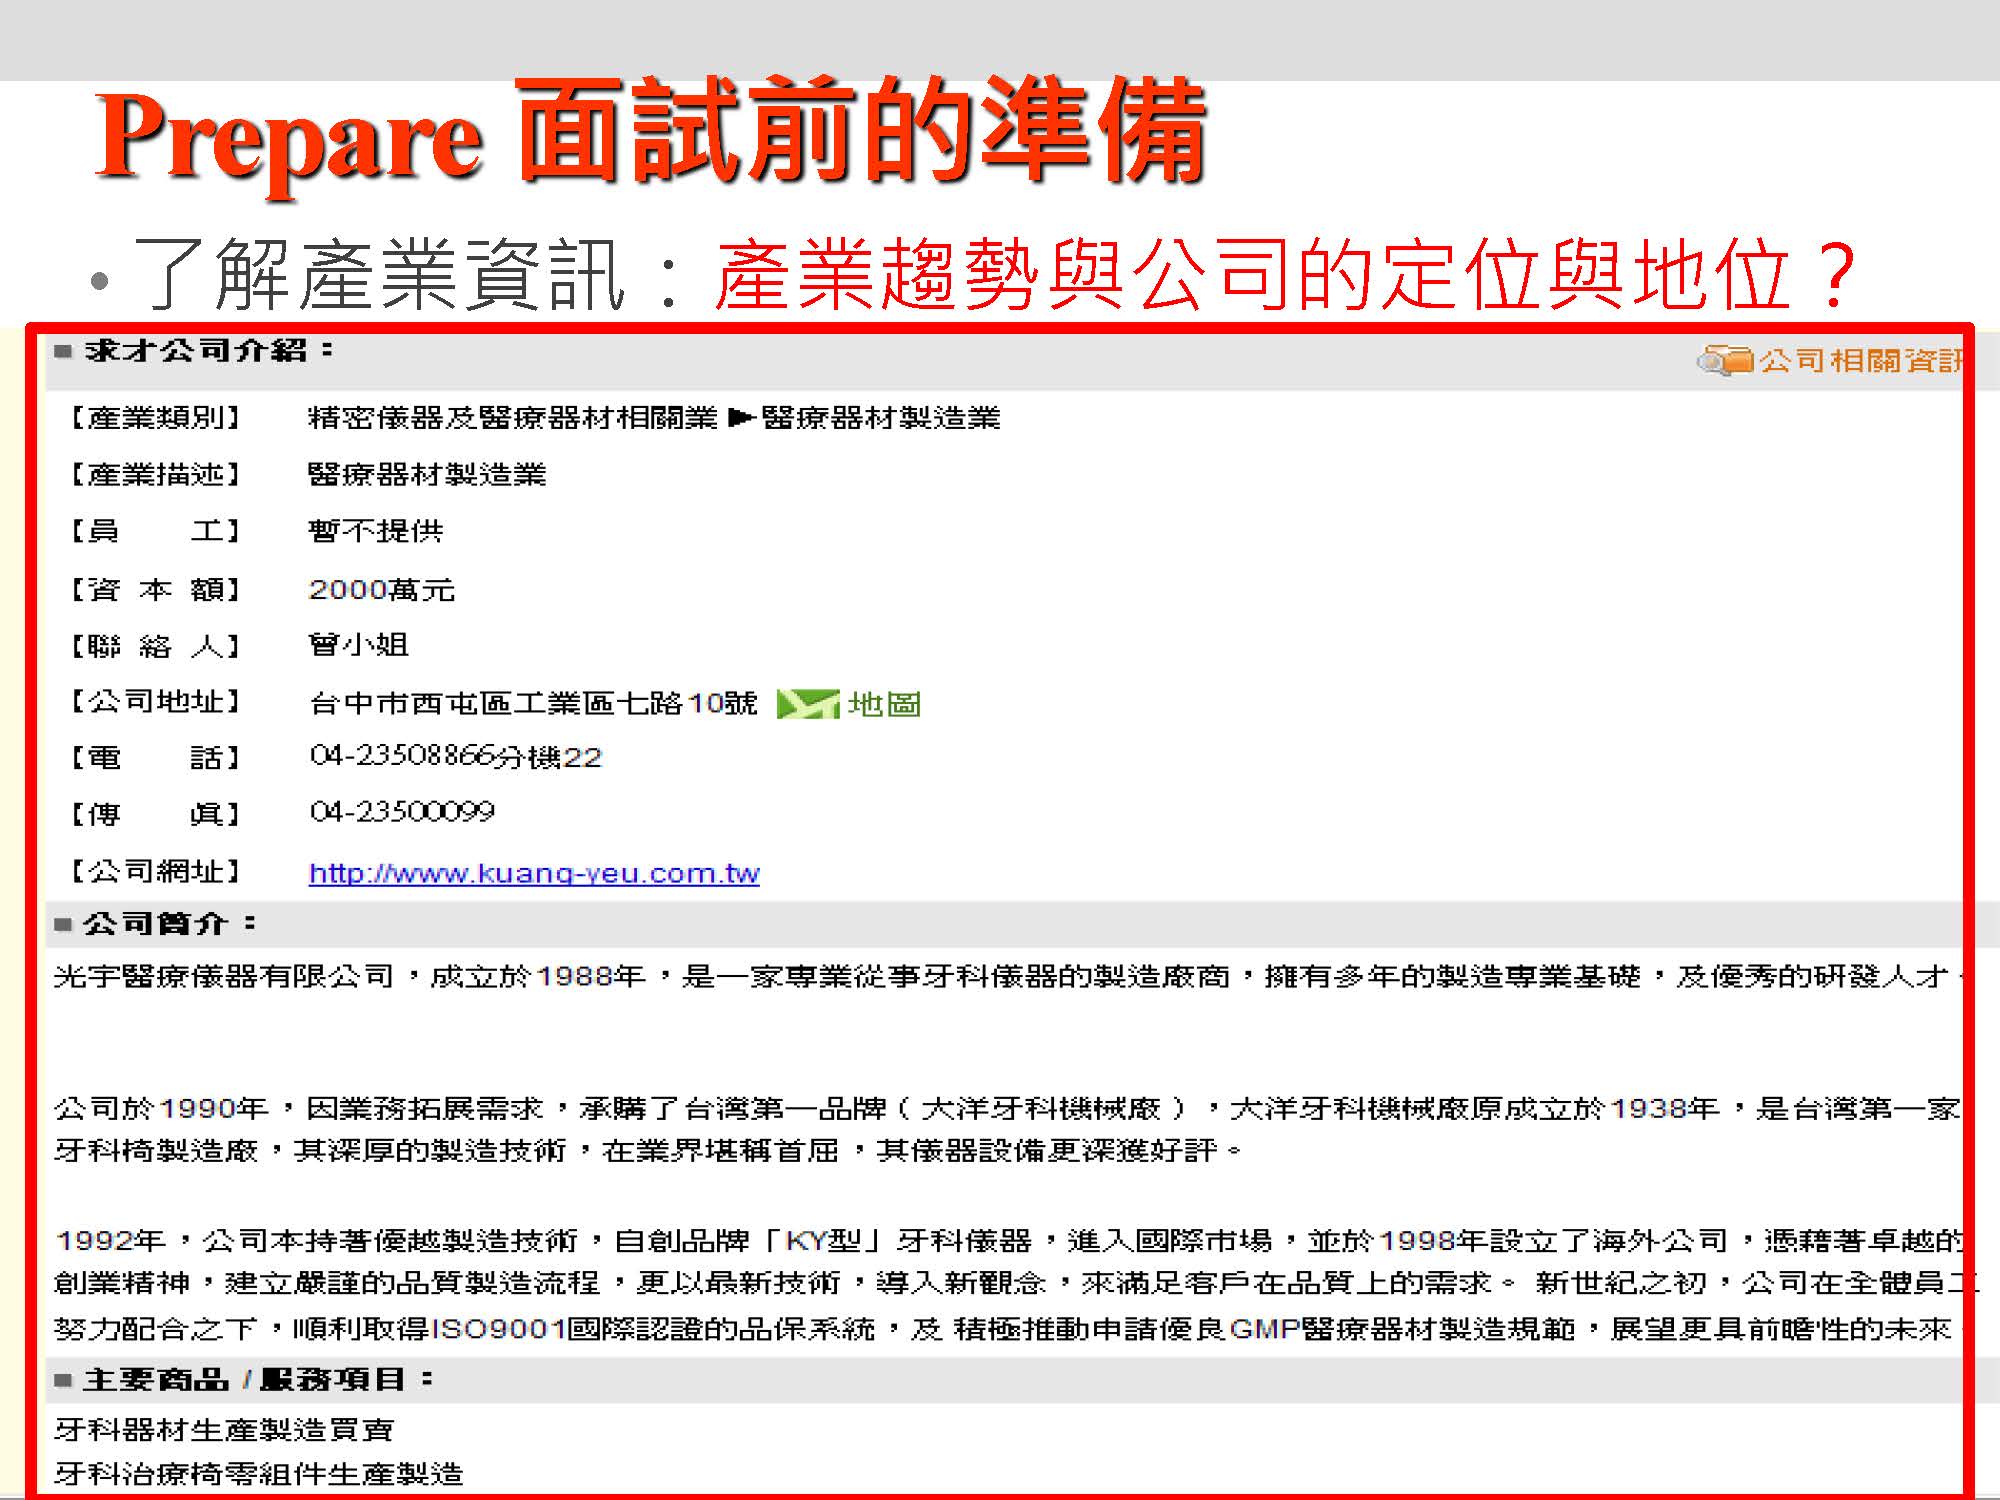 Prepare 面試前的準備
•了解產業資訊：產業趨勢與公司的定位與地位？
■ 求才公司介紹：
公司相關資訊
【產業類別】 精密儀器及醫療器材相關業►醫療器材製造業
【產業描述】 醫療器材製造業
【員 工】 暫不提供
【資 本 額】 2000萬元
【聯 絡 人】 曾小姐
【公司地址】 台中市西屯區工業區七路10號 地圖
【電 話】 04-23508866分機22
【傳 真】 04-23500099
【公司網址】 http://www.kuang-yeu.com.tw
■ 公司簡介：
光宇醫療儀器有限公司，成立於1988年，是一家專業從事牙科儀器的製造廠商，擁有多年的製造專業基礎，及優秀的研發人才。
公司於1990年，因業務拓展需求，承購了台灣第一品牌（大洋牙科機械廠），大洋牙科機械廠原成立於1938年，是台灣第一家
牙科椅製造廠，其深厚的製造技術，在業界堪稱首屈，其儀器設備更深獲好評。
1992年，公司本持著優越製造技術，自創品牌「KY型」牙科儀器，進入國際市場，並於1998年設立了海外公司，憑藉著卓越的
創業精神，建立嚴謹的品質製造流程，更以最新技術，導入新觀念，來滿足客戶在品質上的需求。 新世紀之初，公司在全體員工
努力配合之下，順利取得ISO9001國際認證的品保系統，及 積極推動申請優良GMP醫療器材製造規範，展望更具前瞻性的未來。
■ 主要商品 / 服務項目：
牙科器材生產製造買賣
牙科治療椅零組件生產製造